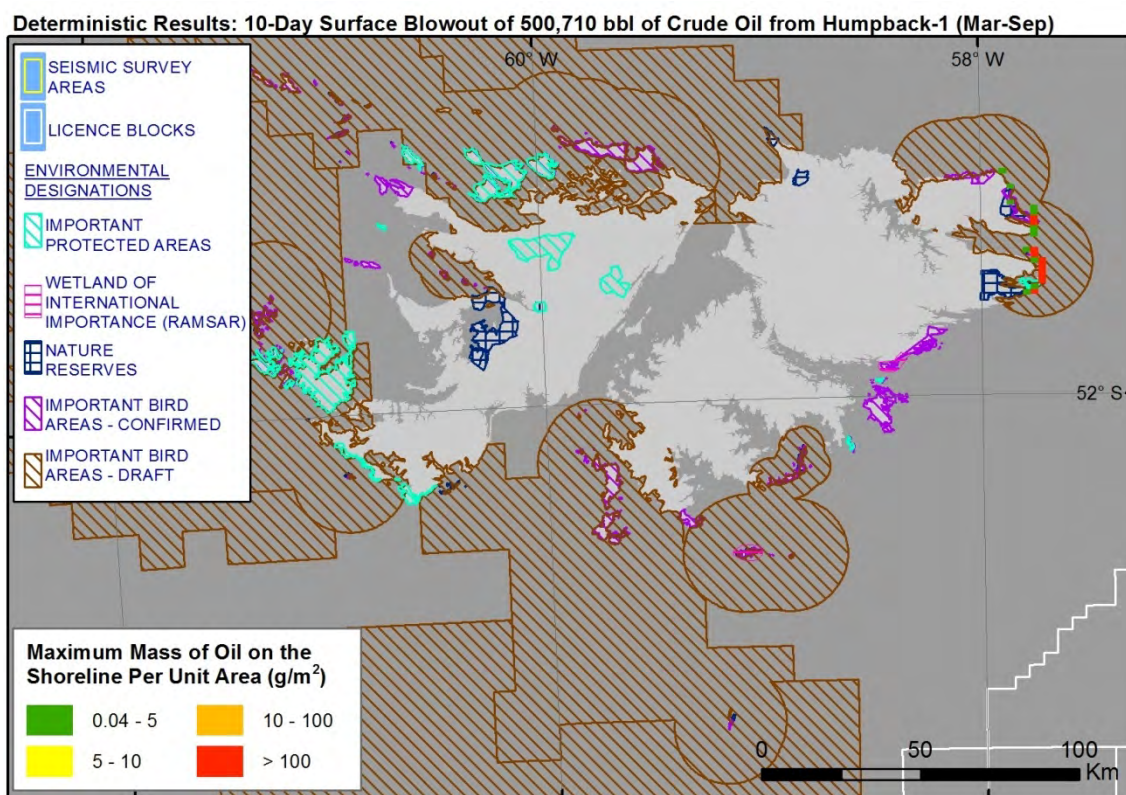 Deterministic Results: 10-Day Surface Blowout of 500,710 bbl of Crude Oil from Humpback-1 (Mar-Sep)
60° W
58° W
SEISMIC SURVEY
AREAS
LICENCE BLOCKS
ENVIRONMENTAL
DESIGNATIONS
IMPORTANT
PROTECTED AREAS
WETLAND OF
INTERNATIONAL
IMPORTANCE (RAMSAR)
NATURE
RESERVES
IMPORTANT BIRD
AREAS - CONFIRMED
IMPORTANT BIRD
AREAS - DRAFT
52° S
Maximum Mass of Oil on the
Shoreline Per Unit Area (g/m²)
0.04 - 5
10 - 100
5 - 10
> 100
0 50 100
Km